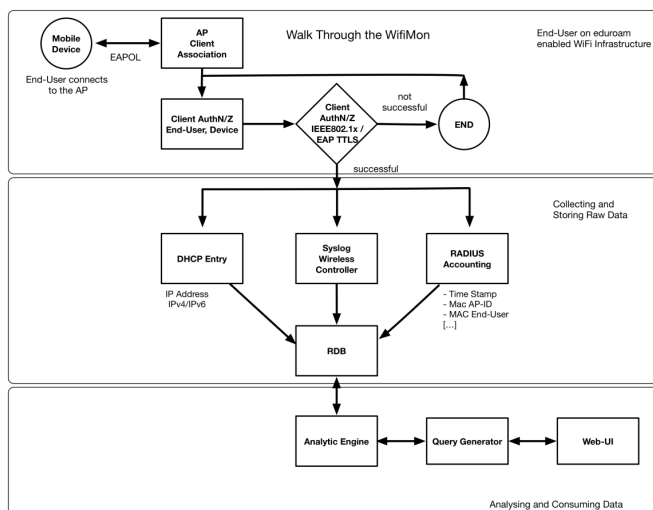 Walk Through the WifiMon
End-User on eduroam
enabled WiFi Infrastructure
Mobile
Device
EAPOL
AP
Client
Association
End-User connects
to the AP
Client AuthN/Z
End-User, Device
Client
AuthN/Z
IEEE802.1x /
EAP TTLS
not
successful
END
successful
Collecting and
Storing Raw Data
DHCP Entry
Syslog
Wireless
Controller
RADIUS
Accounting
IP Address
IPv4/IPv6
- Time Stamp
- Mac AP-ID
- MAC End-User
[...]
RDB
Analytic Engine
Query Generator
Web-UI
Analysing and Consuming Data